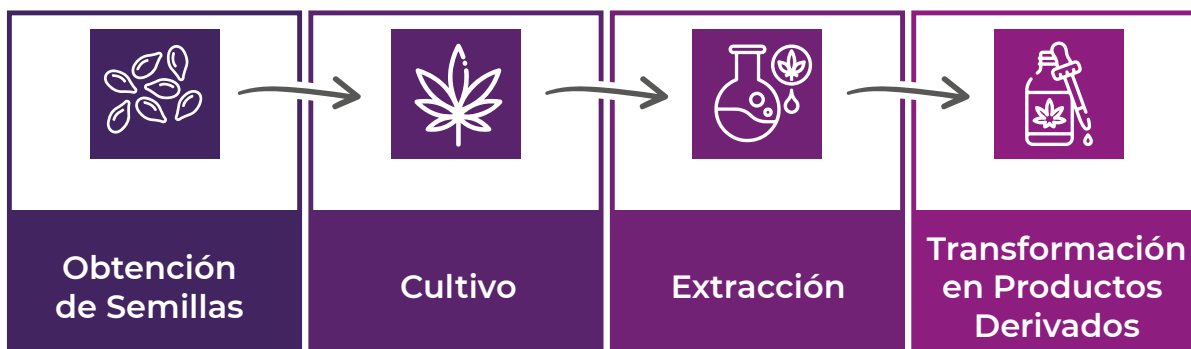 Obtención
de Semillas
Cultivo
Extracción
Transformación
en Productos
Derivados